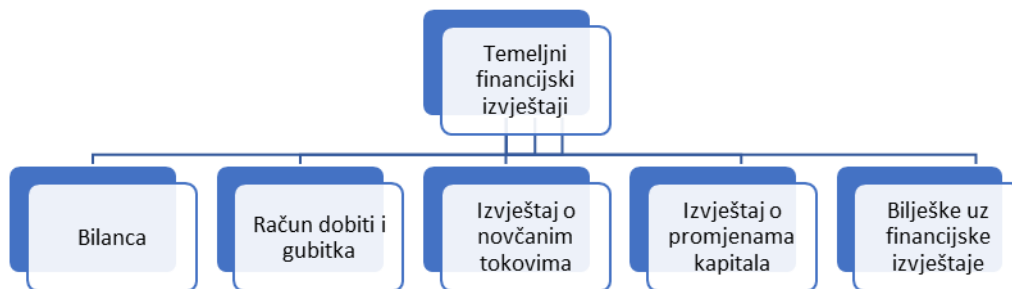 Temeljni
financijski
izvještaji
Bilanca
Račun dobiti i
gubitka
Izvještaj o
novčanim
tokovima
Izvještaj o
promjenama
kapitala
Bilješke uz
financijske
izvještaje